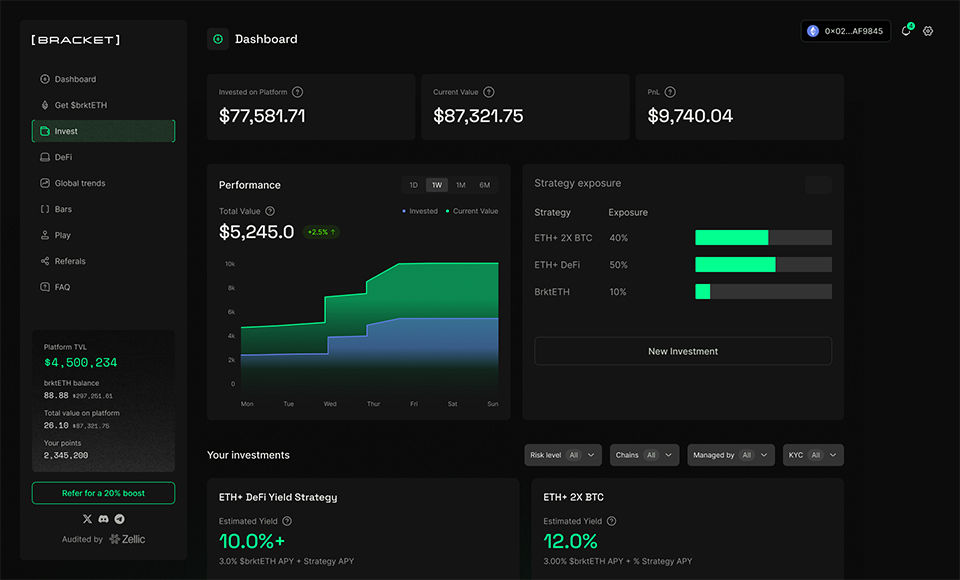 [BRACKET]
Dashboard
Get $brktETH
Invest
DeFi
Global trends
Bars
Play
Referals
FAQ
Platform TVL
$4,500,234
brktETH balance
88.88 $297,251.61
Total value on platform
26.10 $87,321.75
Your points
2,345,200
Refer for a 20% boost
Audited by Zellic
Dashboard
0x02...AF9845
4
Invested on Platform ?
$77,581.71
Current Value ?
$87,321.75
PnL ?
$9,740.04
Performance
1D 1W 1M 6M
Total Value ?
Invested Current Value
$5,245.0 +2.5% ↑
10k
8k
6k
4k
2k
0
Mon Tue Wed Thur Fri Sat Sun
Strategy exposure
Strategy Exposure
ETH+ 2X BTC 40%
ETH+ DeFi 50%
BrktETH 10%
New Investment
Your investments
Risk level All
Chains All
Managed by All
KYC All
ETH+ DeFi Yield Strategy
Estimated Yield ?
10.0%+
3.0% $brktETH APY + Strategy APY
ETH+ 2X BTC
Estimated Yield ?
12.0%
3.00% $brktETH APY + % Strategy APY